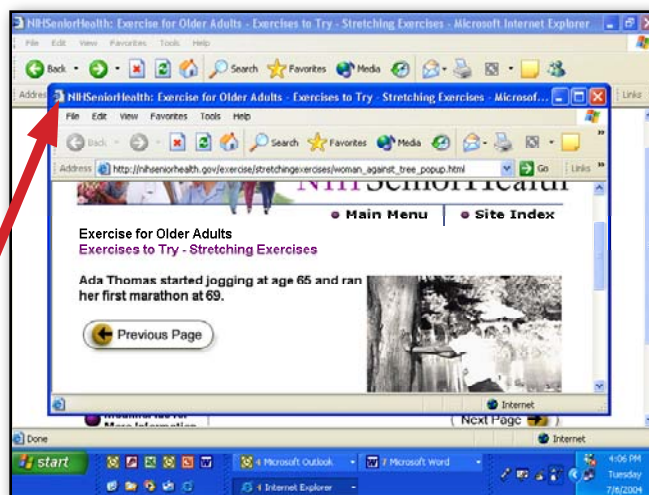 NIHSeniorHealth: Exercise for Older Adults - Exercises to Try - Stretching Exercises - Microsoft Internet Explorer
File Edit View Favorites Tools Help
Back Search Favorites Media
Address Links
NIHSeniorHealth: Exercise for Older Adults - Exercises to Try - Stretching Exercises - Microsof...
File Edit View Favorites Tools Help
Back Search Favorites Media
Address http://nihseniorhealth.gov/exercise/stretchingexercises/woman_against_tree_popup.html Go Links
NIHSeniorHealth
Main Menu Site Index
Exercise for Older Adults
Exercises to Try - Stretching Exercises
Ada Thomas started jogging at age 65 and ran
her first marathon at 69.
Previous Page
Internet
More Information Next Page
Done Internet
start 4 Microsoft Outlook 7 Microsoft Word 4:06 PM
Tuesday
4 Internet Explorer 7/6/2004